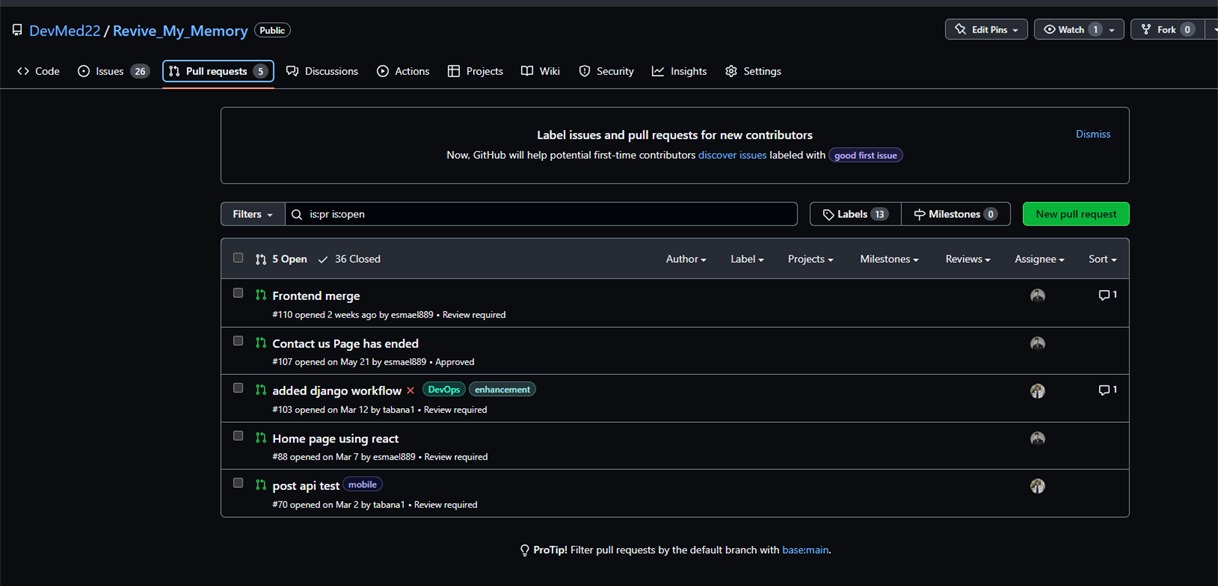 DevMed22 / Revive_My_Memory Public
Edit Pins Watch 1 Fork 0
Code Issues 26 Pull requests 5 Discussions Actions Projects Wiki Security Insights Settings
Label issues and pull requests for new contributors
Dismiss
Now, GitHub will help potential first-time contributors discover issues labeled with good first issue
Filters is:pr is:open Labels 13 Milestones 0 New pull request
5 Open 36 Closed Author Label Projects Milestones Reviews Assignee Sort
Frontend merge 1
#110 opened 2 weeks ago by esmael889 • Review required
Contact us Page has ended
#107 opened on May 21 by esmael889 • Approved
added django workflow DevOps enhancement 1
#103 opened on Mar 12 by tabana1 • Review required
Home page using react
#88 opened on Mar 7 by esmael889 • Review required
post api test mobile
#70 opened on Mar 2 by tabana1 • Review required
ProTip! Filter pull requests by the default branch with base:main.